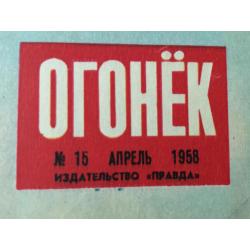 ОГОНЁК
№ 15 АПРЕЛЬ 1958
ИЗДАТЕЛЬСТВО «ПРАВДА»